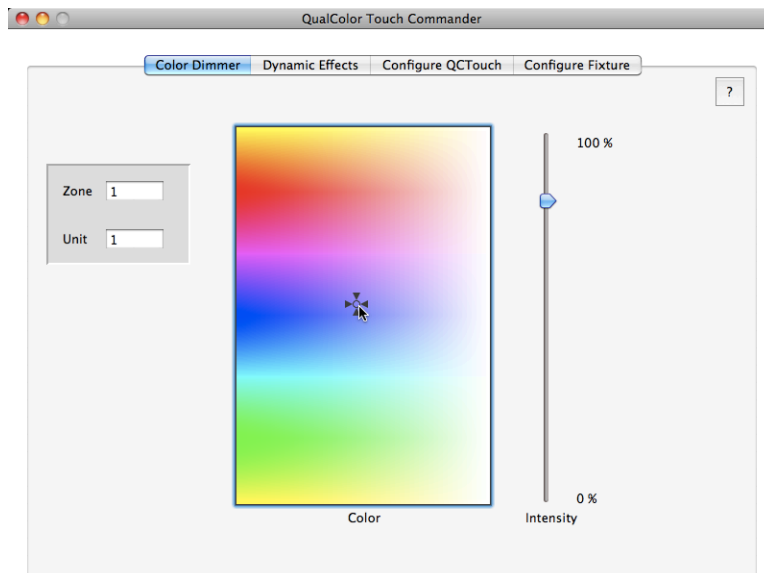 QualColor Touch Commander
Color Dimmer Dynamic Effects Configure QCTouch Configure Fixture
?
100 %
Zone 1
Unit 1
0 %
Color Intensity